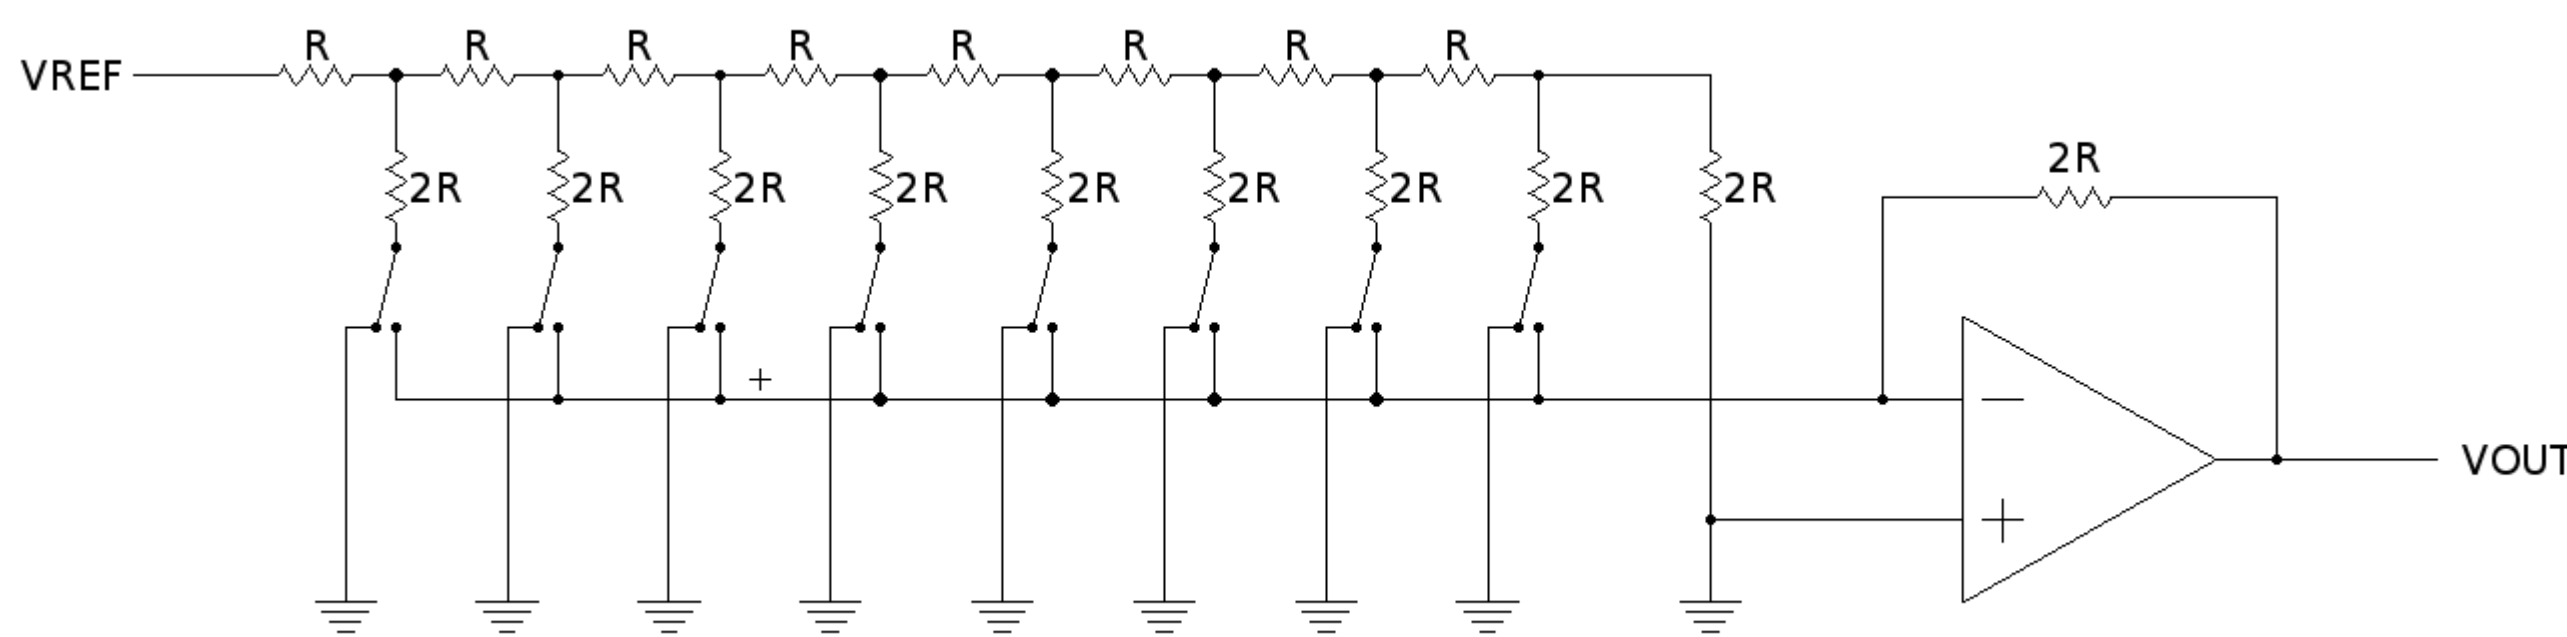 R R R R R R R R
VREF
2R
2R 2R 2R 2R 2R 2R 2R 2R 2R
+
−
VOUT
+